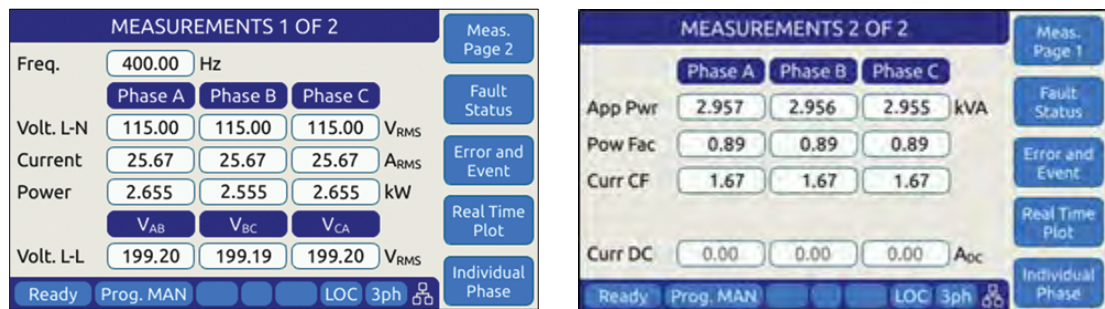 MEASUREMENTS 1 OF 2
Meas. Page 2
Freq. 400.00 Hz
Phase A Phase B Phase C
Fault Status
Volt. L-N 115.00 115.00 115.00 VRMS
Current 25.67 25.67 25.67 ARMS
Error and Event
Power 2.655 2.555 2.655 kW
VAB VBC VCA
Real Time Plot
Volt. L-L 199.20 199.19 199.20 VRMS
Individual Phase
Ready Prog. MAN LOC 3ph
MEASUREMENTS 2 OF 2
Meas. Page 1
Phase A Phase B Phase C
Fault Status
App Pwr 2.957 2.956 2.955 kVA
Pow Fac 0.89 0.89 0.89
Error and Event
Curr CF 1.67 1.67 1.67
Real Time Plot
Curr DC 0.00 0.00 0.00 ADC
Individual Phase
Ready Prog. MAN LOC 3ph